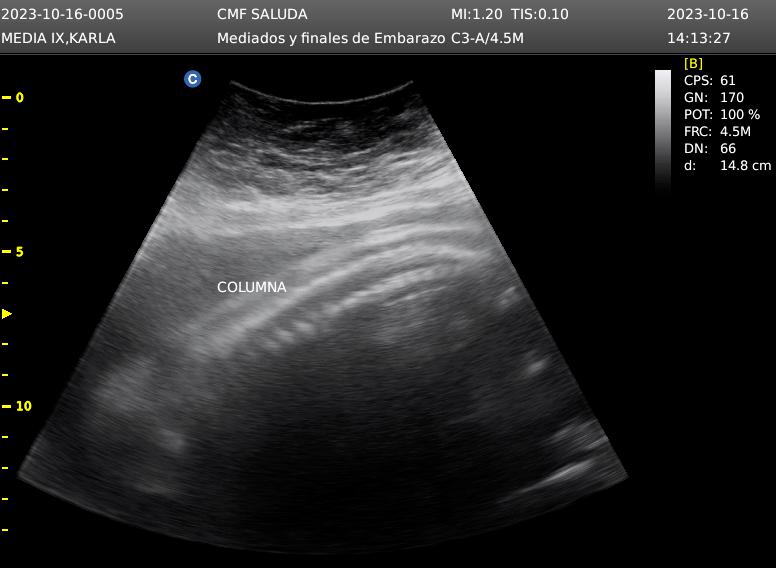 2023-10-16-0005 CMF SALUDA MI:1.20 TIS:0.10 2023-10-16
MEDIA IX,KARLA Mediados y finales de Embarazo C3-A/4.5M 14:13:27
C
[B]
CPS: 61
GN: 170
POT: 100 %
FRC: 4.5M
DN: 66
d: 14.8 cm
0
5
COLUMNA
10